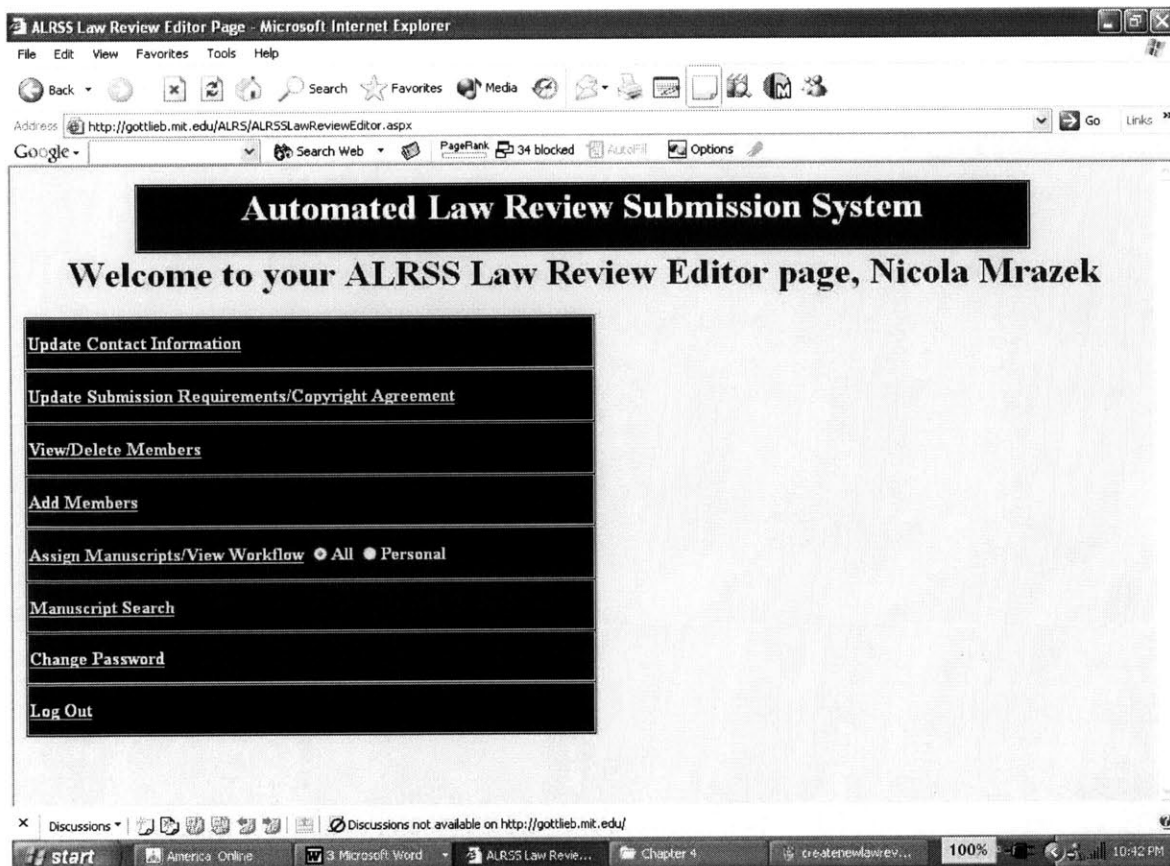 ALRSS Law Review Editor Page - Microsoft Internet Explorer
File Edit View Favorites Tools Help
Back Search Favorites Media
Address http://gottlieb.mit.edu/ALRS/ALRSSLawReviewEditor.aspx Go Links »
Google Search Web PageRank 34 blocked AutoFill Options
Automated Law Review Submission System
Welcome to your ALRSS Law Review Editor page, Nicola Mrazek
Update Contact Information
Update Submission Requirements/Copyright Agreement
View/Delete Members
Add Members
Assign Manuscripts/View Workflow All Personal
Manuscript Search
Change Password
Log Out
Discussions Discussions not available on http://gottlieb.mit.edu/
start America Online 3 Microsoft Word ALRSS Law Revie... Chapter 4 createnewlawrev... 100% 10:42 PM